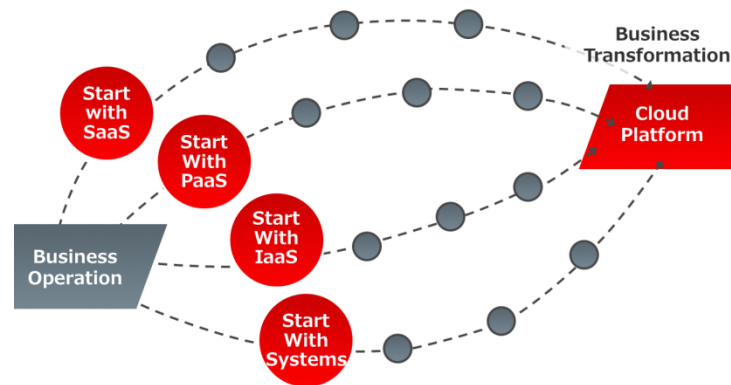 Business
Transformation
Start
with
SaaS
Cloud
Platform
Start
With
PaaS
Start
With
IaaS
Business
Operation
Start
With
Systems